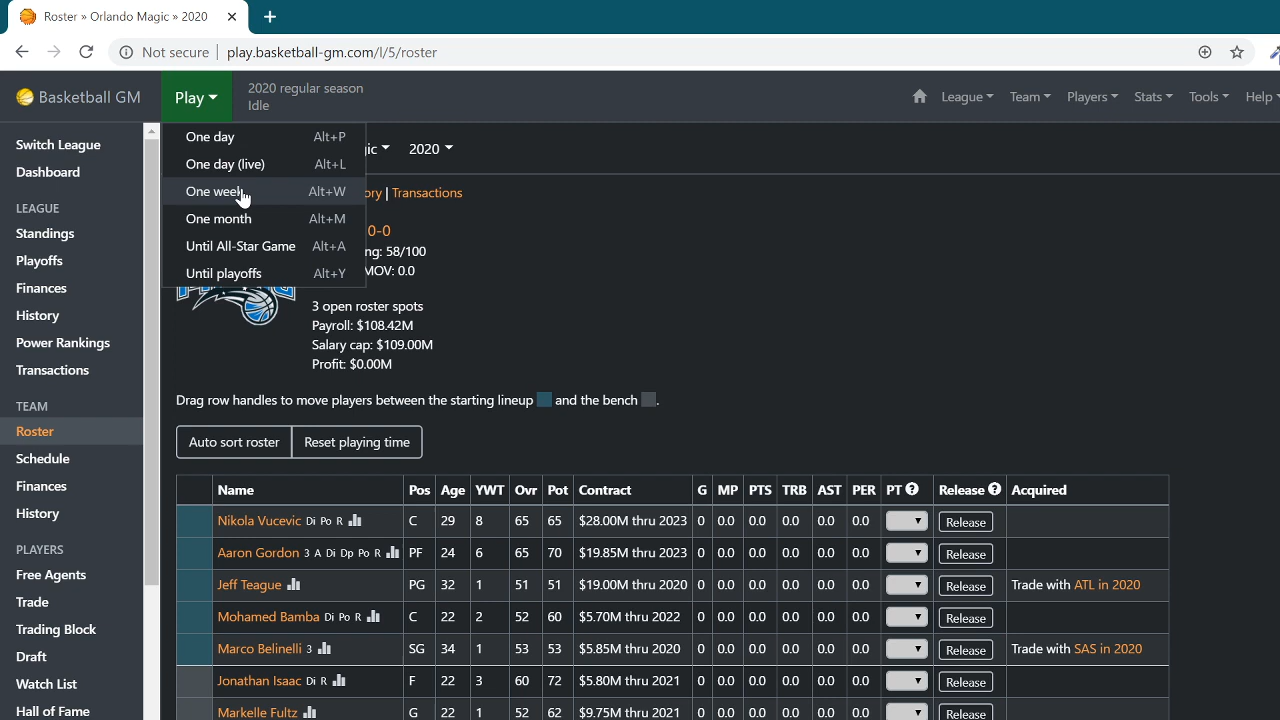 Roster » Orlando Magic » 2020
Not secure | play.basketball-gm.com/l/5/roster
Basketball GM
Play
2020 regular season
Idle
League
Team
Players
Stats
Tools
Help
Switch League
Dashboard
LEAGUE
Standings
Playoffs
Finances
History
Power Rankings
Transactions
TEAM
Roster
Schedule
Finances
History
PLAYERS
Free Agents
Trade
Trading Block
Draft
Watch List
Hall of Fame
One day Alt+P
One day (live) Alt+L
One week Alt+W
One month Alt+M
Until All-Star Game Alt+A
Until playoffs Alt+Y
gic 2020
ory | Transactions
0-0
ng: 58/100
MOV: 0.0
3 open roster spots
Payroll: $108.42M
Salary cap: $109.00M
Profit: $0.00M
Drag row handles to move players between the starting lineup and the bench .
Auto sort roster Reset playing time
Name Pos Age YWT Ovr Pot Contract G MP PTS TRB AST PER PT ? Release ? Acquired
Nikola Vucevic Di Po R C 29 8 65 65 $28.00M thru 2023 0 0.0 0.0 0.0 0.0 0.0 Release
Aaron Gordon 3 A Di Dp Po R PF 24 6 65 70 $19.85M thru 2023 0 0.0 0.0 0.0 0.0 0.0 Release
Jeff Teague PG 32 1 51 51 $19.00M thru 2020 0 0.0 0.0 0.0 0.0 0.0 Release Trade with ATL in 2020
Mohamed Bamba Di Po R C 22 2 52 60 $5.70M thru 2022 0 0.0 0.0 0.0 0.0 0.0 Release
Marco Belinelli 3 SG 34 1 53 53 $5.85M thru 2020 0 0.0 0.0 0.0 0.0 0.0 Release Trade with SAS in 2020
Jonathan Isaac Di R F 22 3 60 72 $5.80M thru 2021 0 0.0 0.0 0.0 0.0 0.0 Release
Markelle Fultz G 22 1 52 62 $9.75M thru 2021 0 0.0 0.0 0.0 0.0 0.0 Release